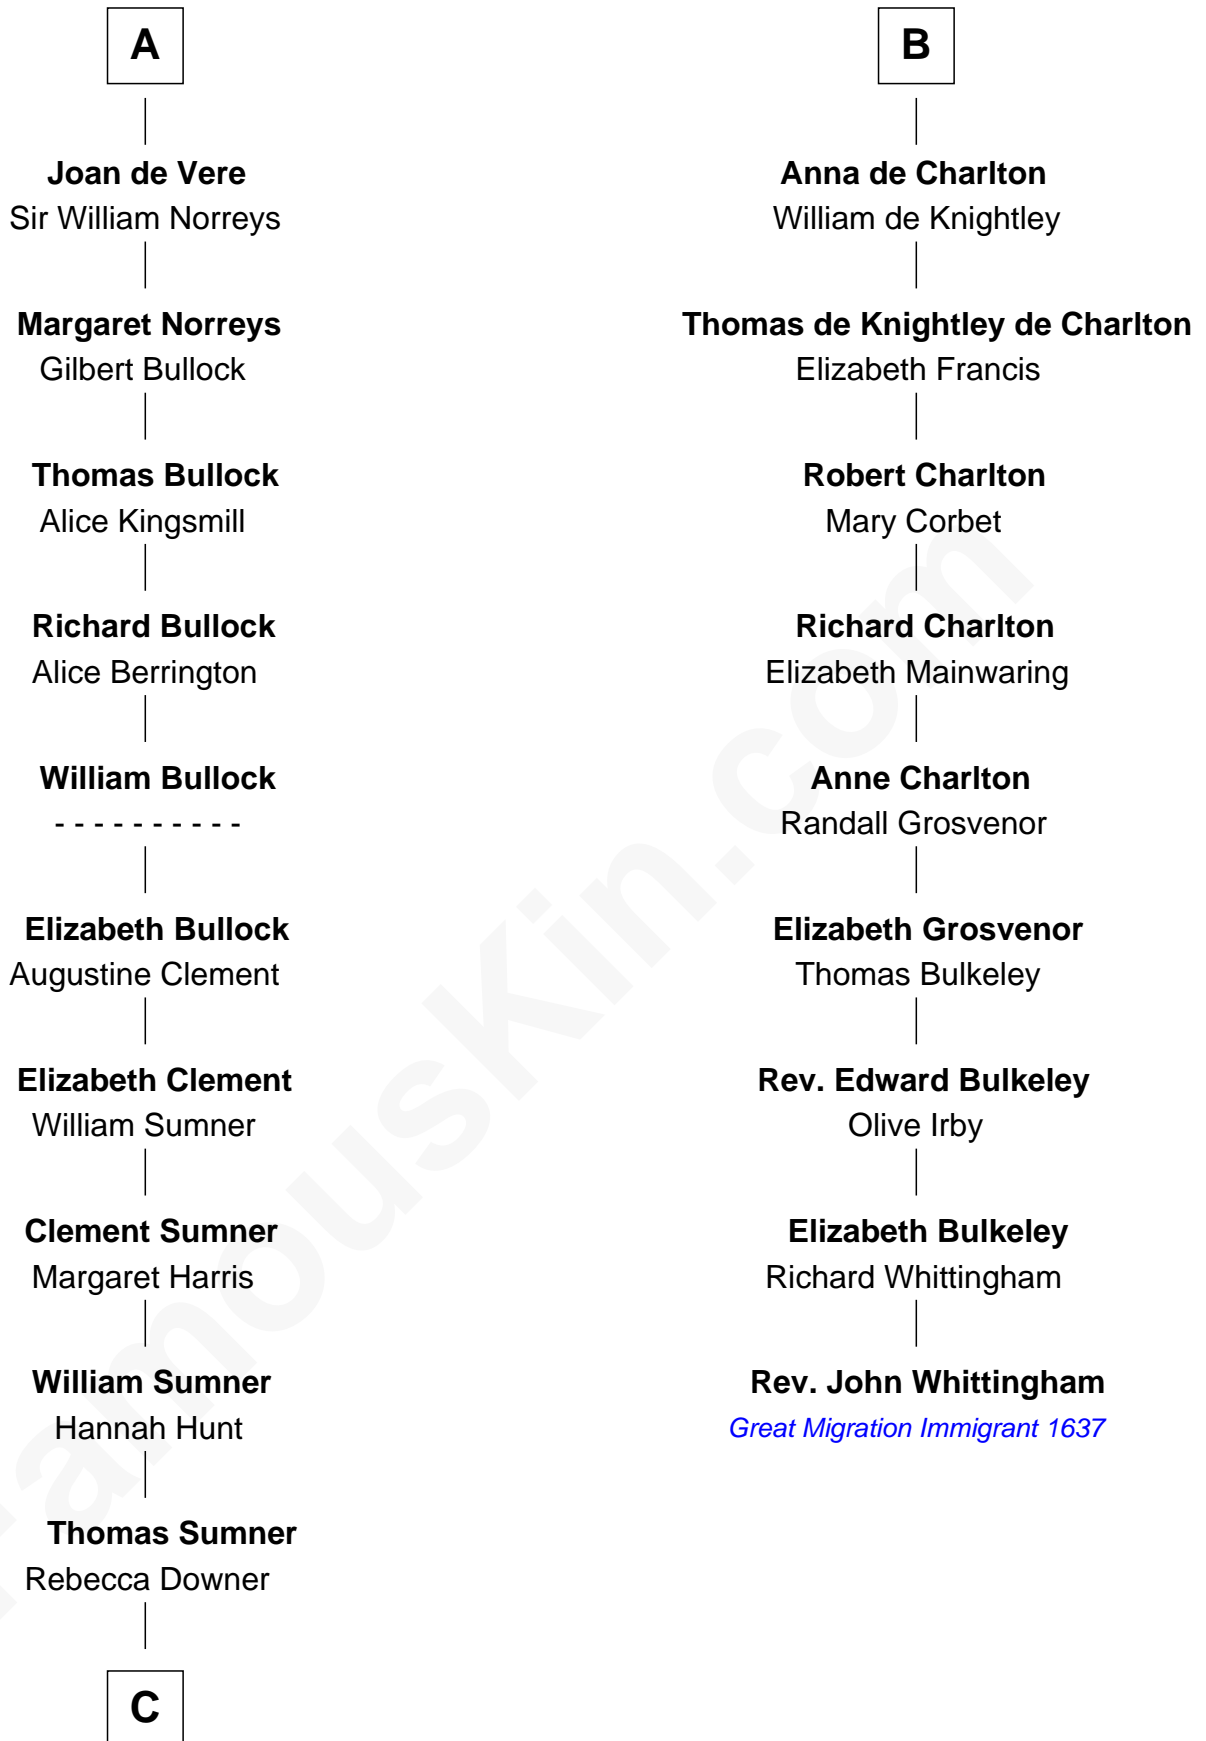 A
Joan de Vere
Sir William Norreys
Margaret Norreys
Gilbert Bullock
Thomas Bullock
Alice Kingsmill
Richard Bullock
Alice Berrington
William Bullock
- - - - - - - - - -
Elizabeth Bullock
Augustine Clement
Elizabeth Clement
William Sumner
Clement Sumner
Margaret Harris
William Sumner
Hannah Hunt
Thomas Sumner
Rebecca Downer
C
B
Anna de Charlton
William de Knightley
Thomas de Knightley de Charlton
Elizabeth Francis
Robert Charlton
Mary Corbet
Richard Charlton
Elizabeth Mainwaring
Anne Charlton
Randall Grosvenor
Elizabeth Grosvenor
Thomas Bulkeley
Rev. Edward Bulkeley
Olive Irby
Elizabeth Bulkeley
Richard Whittingham
Rev. John Whittingham
Great Migration Immigrant 1637
FamousKin.com